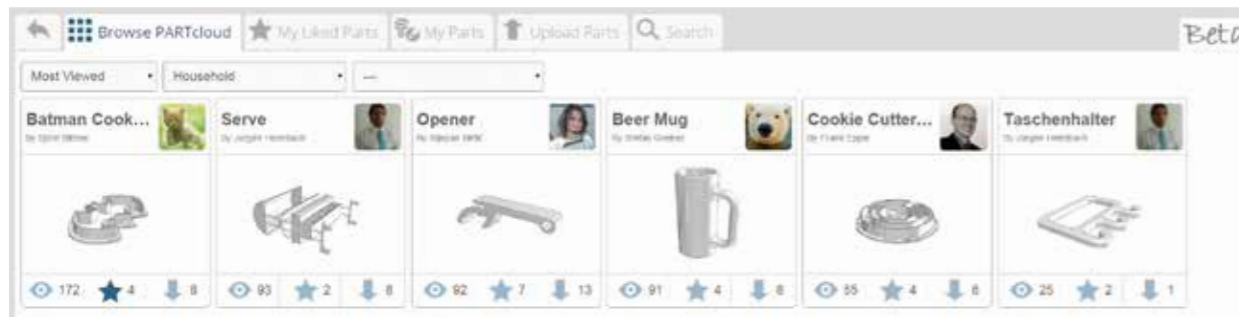 Browse PARTcloud My Liked Parts My Parts Upload Parts Search
Beta
Most Viewed Household ---
Batman Cook... Serve Opener Beer Mug Cookie Cutter... Taschenhalter
172 4 8 93 2 8 92 7 13 91 4 8 4 6 25 2 1